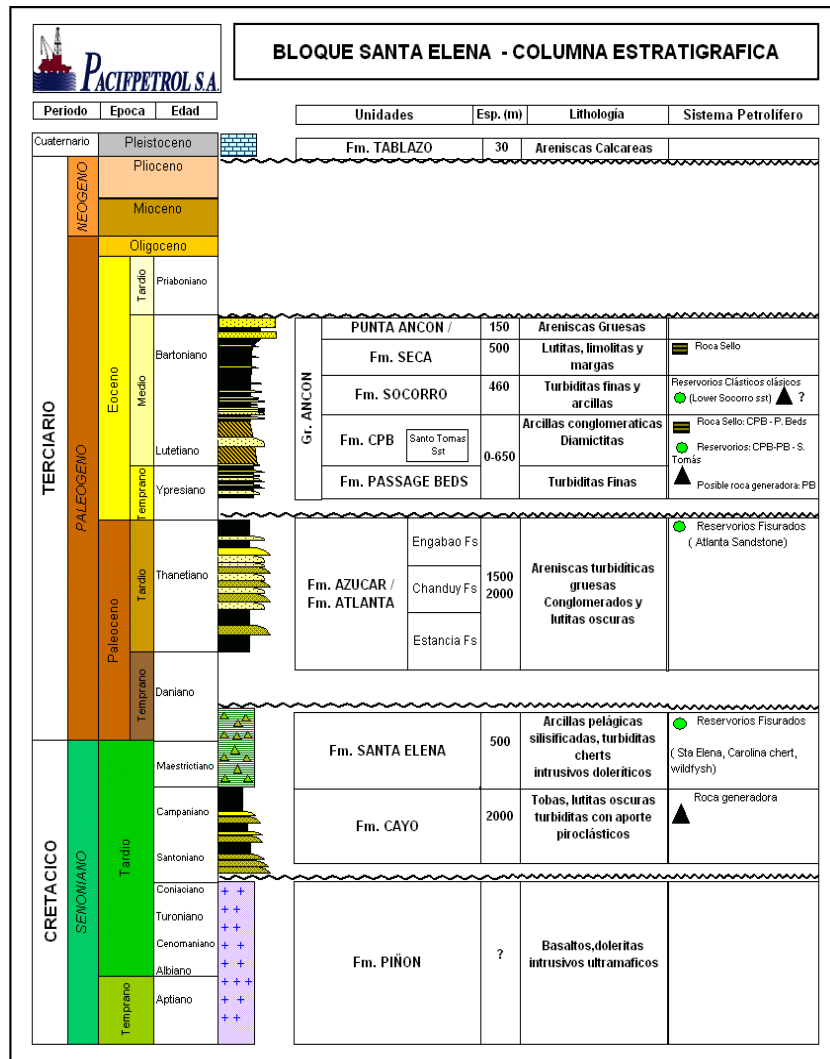 PACIFPETROL S.A.
BLOQUE SANTA ELENA - COLUMNA ESTRATIGRAFICA
Periodo Epoca Edad
Unidades Esp. (m) Lithología Sistema Petrolífero
Cuaternario Pleistoceno
Fm. TABLAZO 30 Areniscas Calcareas
TERCIARIO
NEOGENO
Plioceno
Mioceno
PALEOGENO
Oligoceno
Eoceno
Tardio
Priaboniano
Medio
Bartoniano
Lutetiano
Temprano
Ypresiano
Gr. ANCON
PUNTA ANCON / 150 Areniscas Gruesas
Fm. SECA 500 Lutitas, limolitas y
margas
Roca Sello
Fm. SOCORRO 460 Turbiditas finas y
arcillas
Reservorios Clásticos clásicos
(Lower Socorro sst) ?
Fm. CPB
Santo Tomas
Sst
0-650
Arcillas conglomeraticas
Diamictitas
Roca Sello: CPB - P. Beds
Reservorios: CPB-PB - S.
Tomás
Fm. PASSAGE BEDS Turbiditas Finas
Posible roca generadora: PB
Paleoceno
Tardio
Thanetiano
Temprano
Daniano
Fm. AZUCAR /
Fm. ATLANTA
Engabao Fs
Chanduy Fs
Estancia Fs
1500
2000
Areniscas turbidíticas
gruesas
Conglomerados y
lutitas oscuras
Reservorios Fisurados
( Atlanta Sandstone)
CRETACICO
SENONIANO
Tardio
Maestrictiano
Campaniano
Santoniano
Coniaciano
Turoniano
Cenomaniano
Albiano
Temprano
Aptiano
Fm. SANTA ELENA 500
Arcillas pelágicas
silisificadas, turbiditas
cherts
intrusivos doleríticos
Reservorios Fisurados
( Sta Elena, Carolina chert,
wildfysh)
Fm. CAYO 2000
Tobas, lutitas oscuras
turbiditas con aporte
piroclásticos
Roca generadora
Fm. PIÑON ?
Basaltos,doleritas
intrusivos ultramaficos